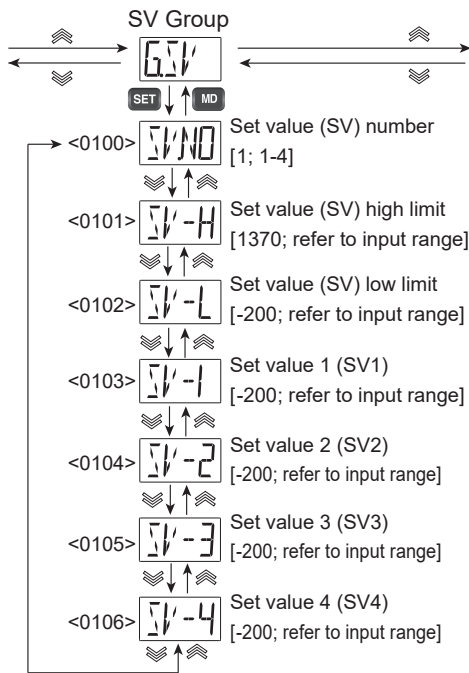 SV Group
G.SV
SET MD
<0100> SVNO Set value (SV) number
[1; 1-4]
<0101> SV-H Set value (SV) high limit
[1370; refer to input range]
<0102> SV-L Set value (SV) low limit
[-200; refer to input range]
<0103> SV-1 Set value 1 (SV1)
[-200; refer to input range]
<0104> SV-2 Set value 2 (SV2)
[-200; refer to input range]
<0105> SV-3 Set value 3 (SV3)
[-200; refer to input range]
<0106> SV-4 Set value 4 (SV4)
[-200; refer to input range]